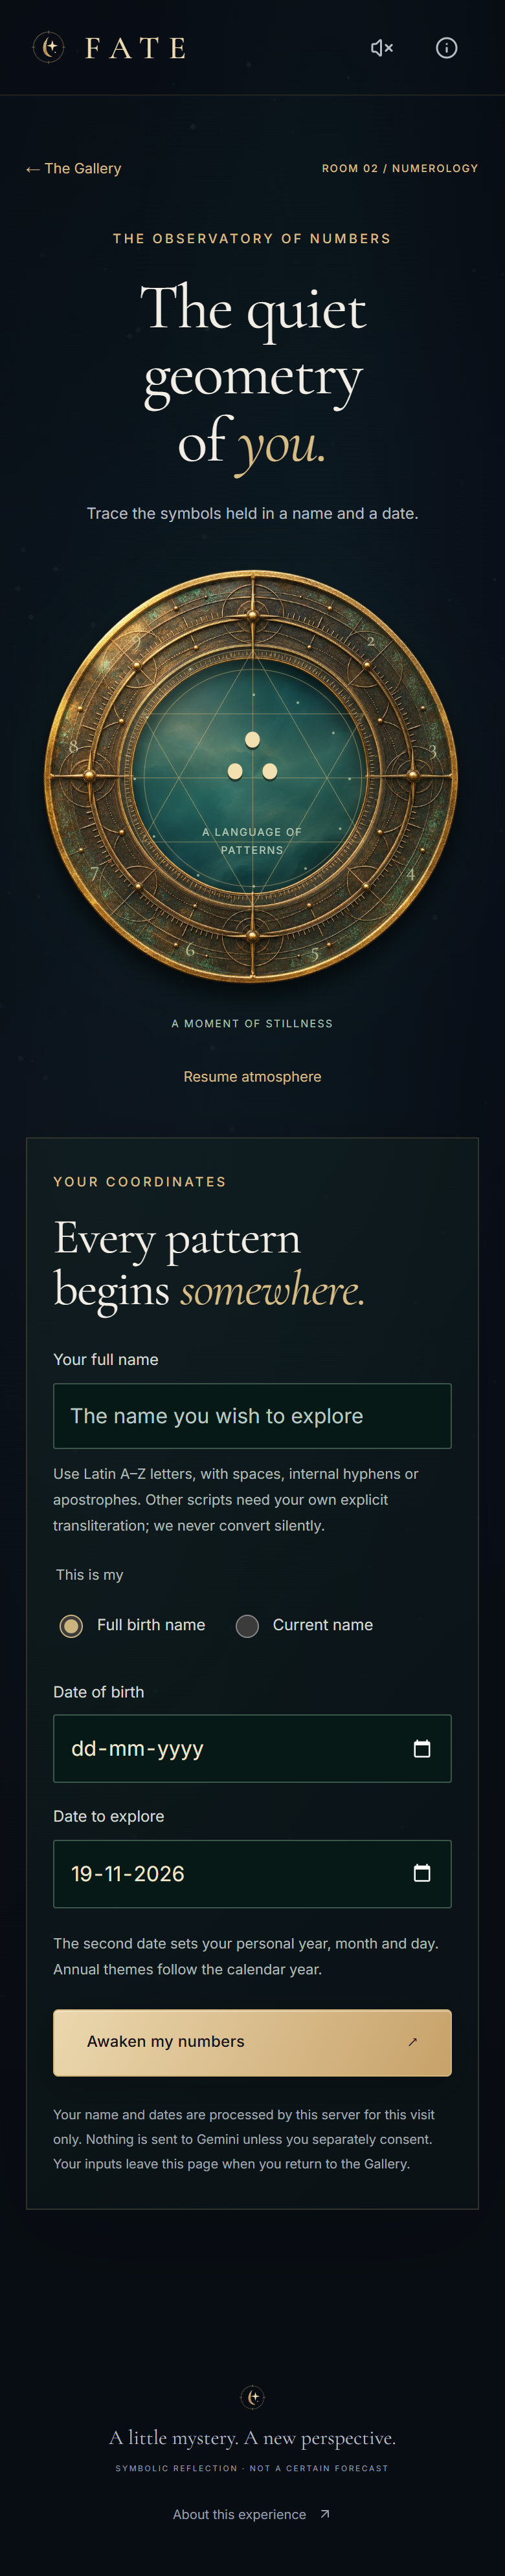 FATE
← The Gallery
ROOM 02 / NUMEROLOGY
THE OBSERVATORY OF NUMBERS
The quiet
geometry
of you.
Trace the symbols held in a name and a date.
9
2
8
3
7
4
6
5
A LANGUAGE OF
PATTERNS
A MOMENT OF STILLNESS
Resume atmosphere
YOUR COORDINATES
Every pattern
begins somewhere.
Your full name
The name you wish to explore
Use Latin A–Z letters, with spaces, internal hyphens or
apostrophes. Other scripts need your own explicit
transliteration; we never convert silently.
This is my
Full birth name
Current name
Date of birth
dd-mm-yyyy
Date to explore
19-11-2026
The second date sets your personal year, month and day.
Annual themes follow the calendar year.
Awaken my numbers ↗
Your name and dates are processed by this server for this visit
only. Nothing is sent to Gemini unless you separately consent.
Your inputs leave this page when you return to the Gallery.
A little mystery. A new perspective.
SYMBOLIC REFLECTION · NOT A CERTAIN FORECAST
About this experience ↗